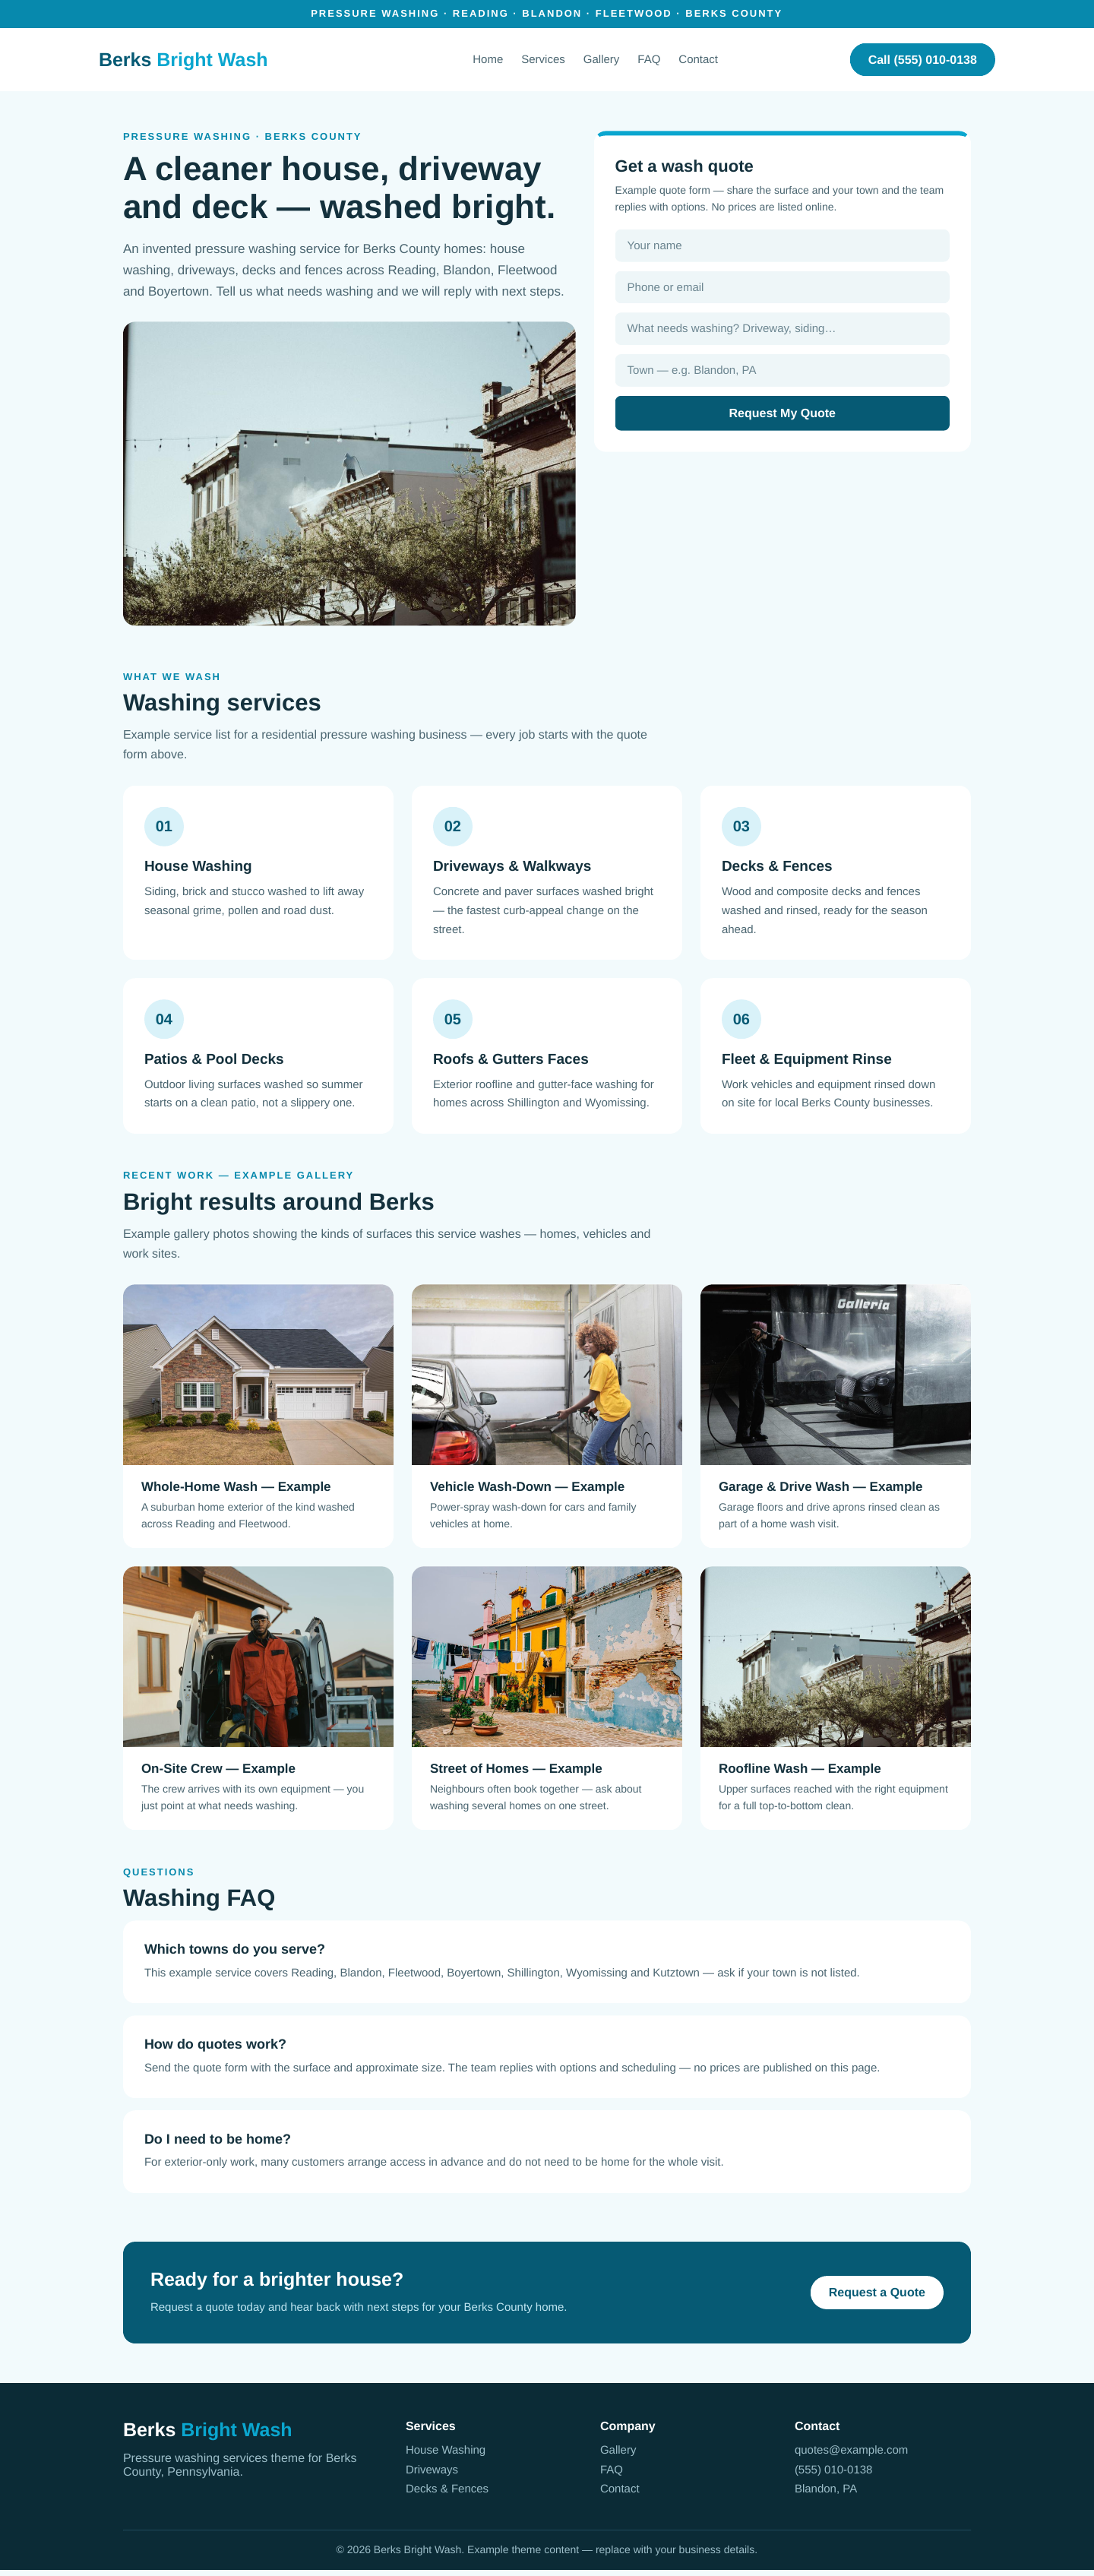 PRESSURE WASHING · READING · BLANDON · FLEETWOOD · BERKS COUNTY
Berks Bright Wash
Home Services Gallery FAQ Contact
Call (555) 010-0138
PRESSURE WASHING · BERKS COUNTY
A cleaner house, driveway
and deck — washed bright.
An invented pressure washing service for Berks County homes: house
washing, driveways, decks and fences across Reading, Blandon, Fleetwood
and Boyertown. Tell us what needs washing and we will reply with next steps.
Get a wash quote
Example quote form — share the surface and your town and the team
replies with options. No prices are listed online.
Your name
Phone or email
What needs washing? Driveway, siding…
Town — e.g. Blandon, PA
Request My Quote
WHAT WE WASH
Washing services
Example service list for a residential pressure washing business — every job starts with the quote
form above.
01
House Washing
Siding, brick and stucco washed to lift away
seasonal grime, pollen and road dust.
02
Driveways & Walkways
Concrete and paver surfaces washed bright
— the fastest curb-appeal change on the
street.
03
Decks & Fences
Wood and composite decks and fences
washed and rinsed, ready for the season
ahead.
04
Patios & Pool Decks
Outdoor living surfaces washed so summer
starts on a clean patio, not a slippery one.
05
Roofs & Gutters Faces
Exterior roofline and gutter-face washing for
homes across Shillington and Wyomissing.
06
Fleet & Equipment Rinse
Work vehicles and equipment rinsed down
on site for local Berks County businesses.
RECENT WORK — EXAMPLE GALLERY
Bright results around Berks
Example gallery photos showing the kinds of surfaces this service washes — homes, vehicles and
work sites.
Whole-Home Wash — Example
A suburban home exterior of the kind washed
across Reading and Fleetwood.
Vehicle Wash-Down — Example
Power-spray wash-down for cars and family
vehicles at home.
Galleria
Garage & Drive Wash — Example
Garage floors and drive aprons rinsed clean as
part of a home wash visit.
On-Site Crew — Example
The crew arrives with its own equipment — you
just point at what needs washing.
Street of Homes — Example
Neighbours often book together — ask about
washing several homes on one street.
Roofline Wash — Example
Upper surfaces reached with the right equipment
for a full top-to-bottom clean.
QUESTIONS
Washing FAQ
Which towns do you serve?
This example service covers Reading, Blandon, Fleetwood, Boyertown, Shillington, Wyomissing and Kutztown — ask if your town is not listed.
How do quotes work?
Send the quote form with the surface and approximate size. The team replies with options and scheduling — no prices are published on this page.
Do I need to be home?
For exterior-only work, many customers arrange access in advance and do not need to be home for the whole visit.
Ready for a brighter house?
Request a quote today and hear back with next steps for your Berks County home.
Request a Quote
Berks Bright Wash
Pressure washing services theme for Berks
County, Pennsylvania.
Services
House Washing
Driveways
Decks & Fences
Company
Gallery
FAQ
Contact
Contact
quotes@example.com
(555) 010-0138
Blandon, PA
© 2026 Berks Bright Wash. Example theme content — replace with your business details.